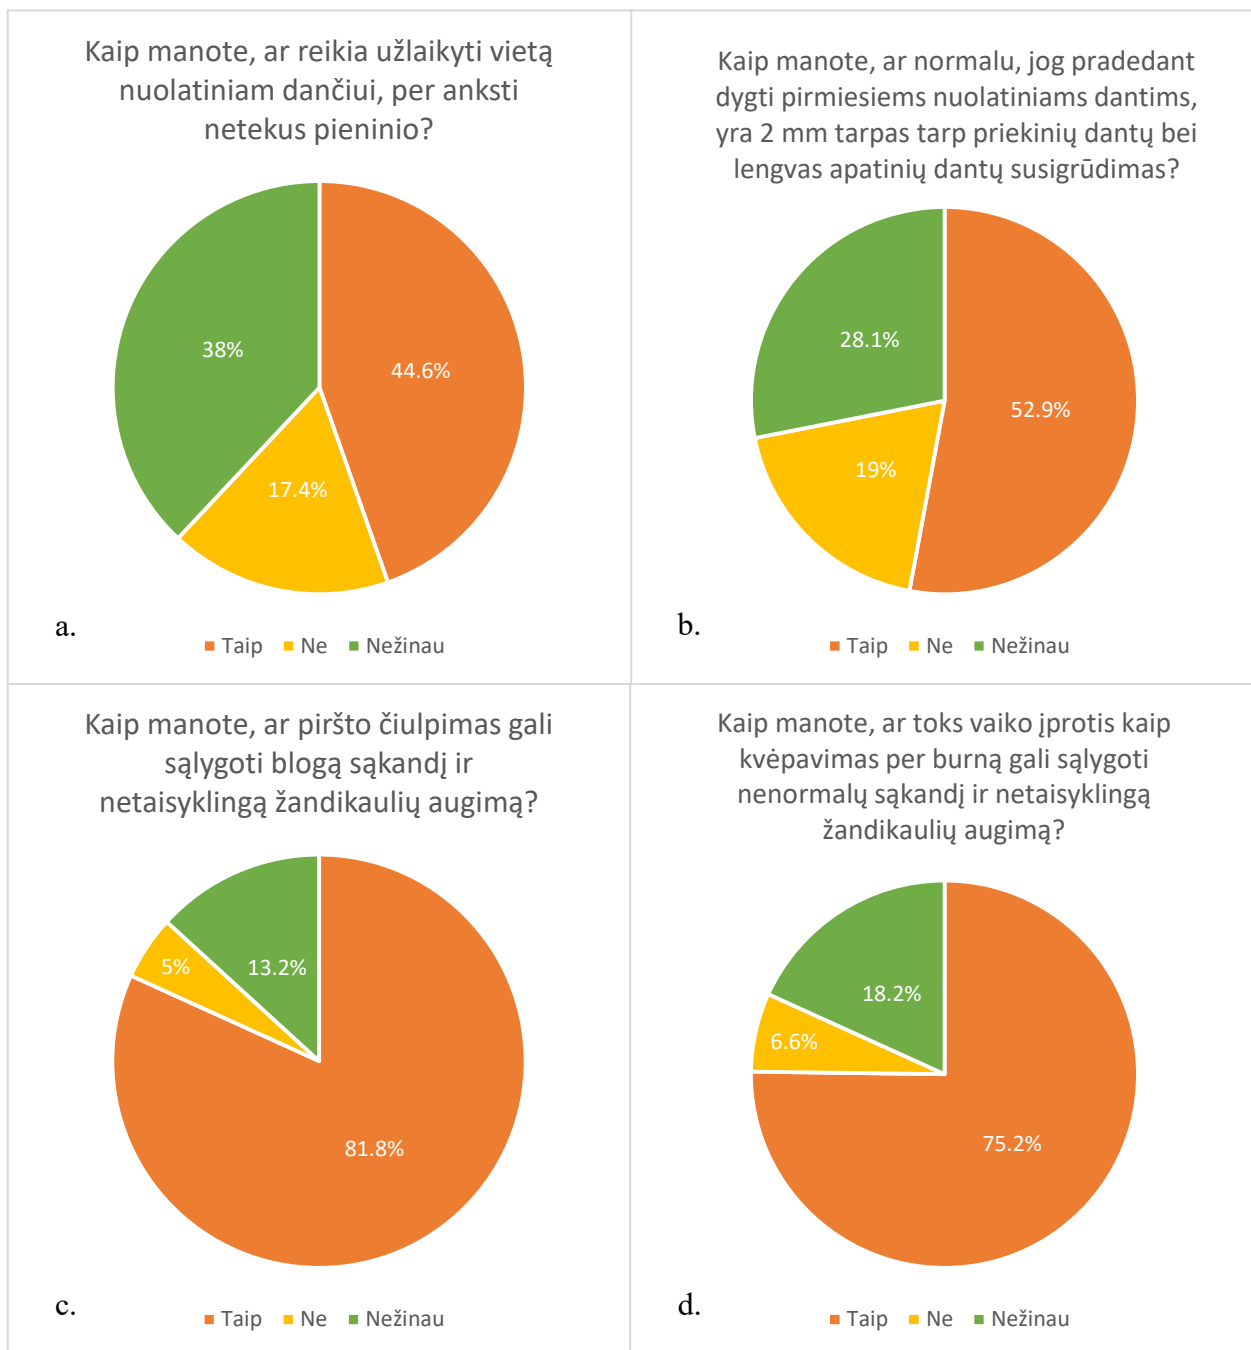 Kaip manote, ar reikia užlaikyti vietą
nuolatiniam dančiui, per anksti
netekus pieninio?
38%
44.6%
17.4%
a.
Taip Ne Nežinau
Kaip manote, ar normalu, jog pradedant
dygti pirmiesiems nuolatiniams dantims,
yra 2 mm tarpas tarp priekinių dantų bei
lengvas apatinių dantų susigrūdimas?
28.1%
52.9%
19%
b.
Taip Ne Nežinau
Kaip manote, ar piršto čiulpimas gali
sąlygoti blogą sąkandį ir
netaisyklingą žandikaulių augimą?
5%
13.2%
81.8%
c.
Taip Ne Nežinau
Kaip manote, ar toks vaiko įprotis kaip
kvėpavimas per burną gali sąlygoti
nenormalų sąkandį ir netaisyklingą
žandikaulių augimą?
18.2%
6.6%
75.2%
d.
Taip Ne Nežinau